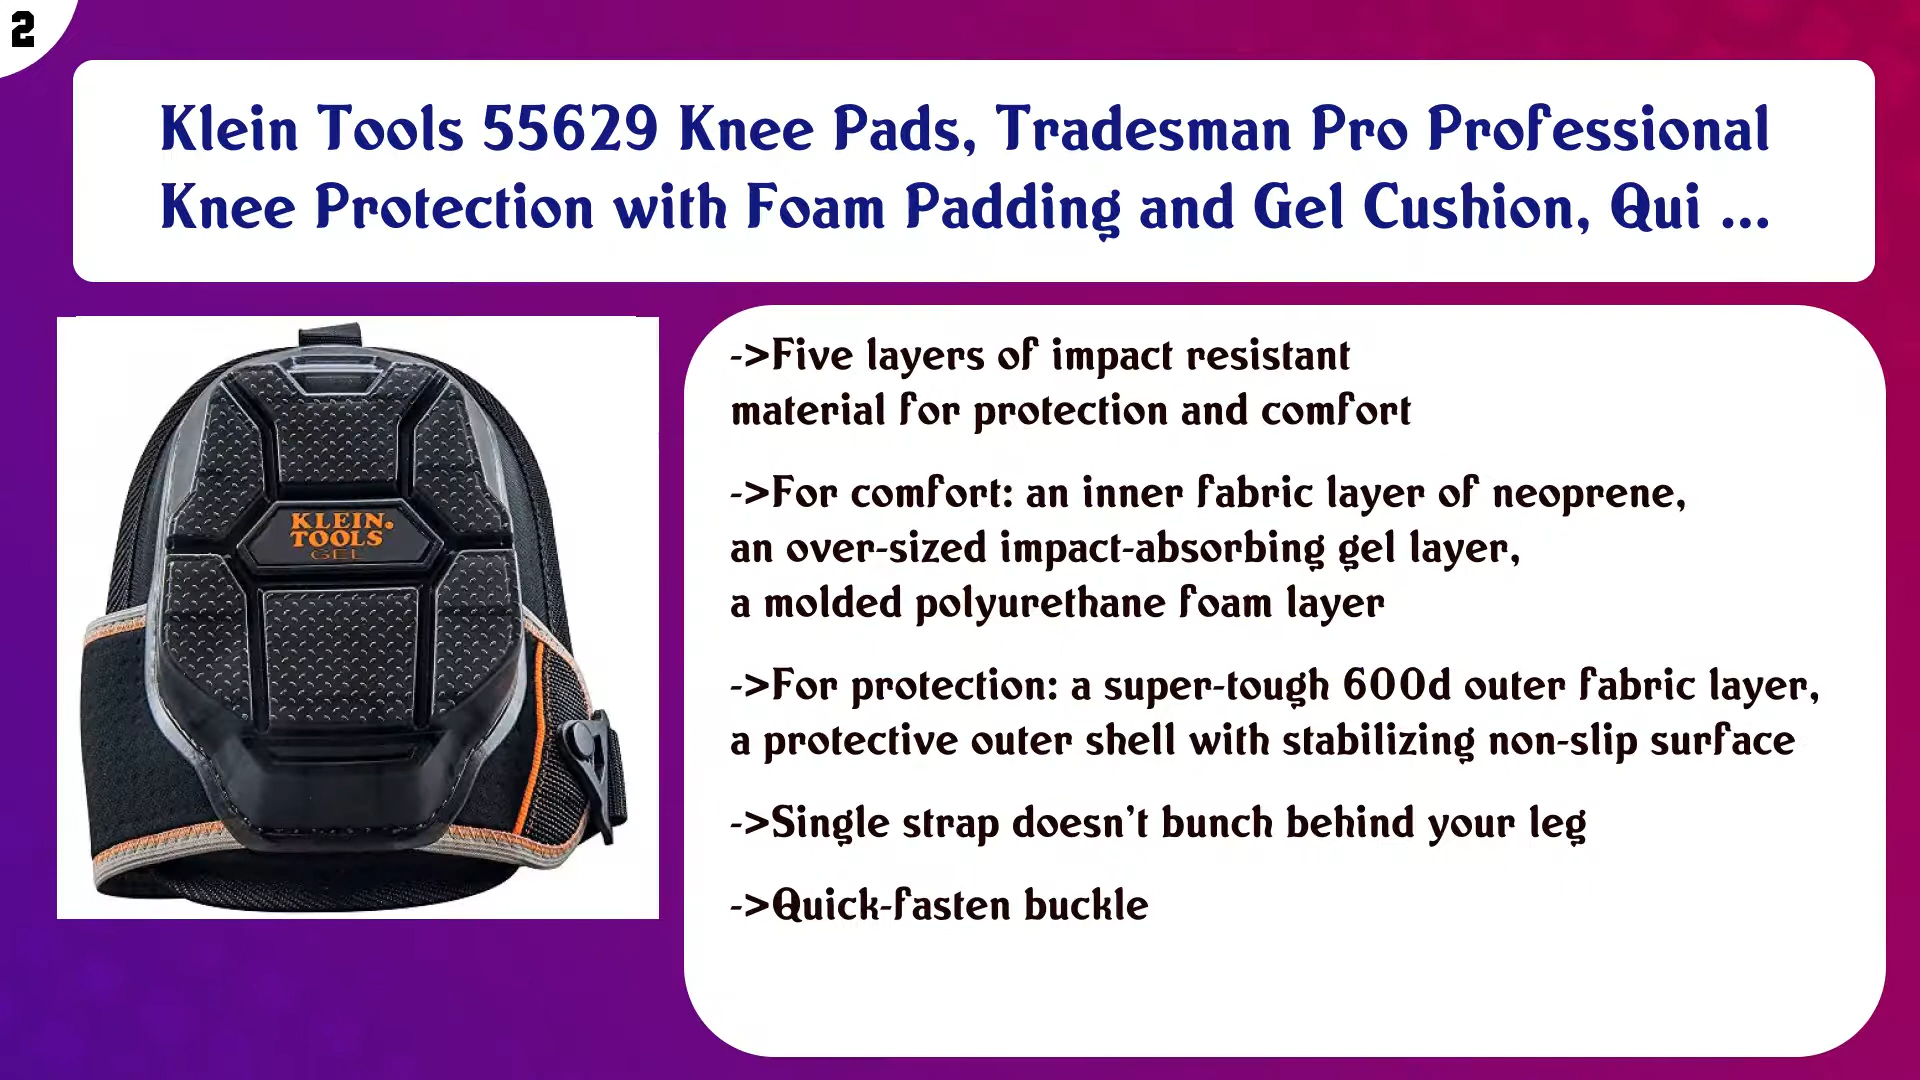 2
Klein Tools 55629 Knee Pads, Tradesman Pro Professional
Knee Protection with Foam Padding and Gel Cushion, Qui ...
KLEIN
TOOLS
GEL
->Five layers of impact resistant
material for protection and comfort
->For comfort: an inner fabric layer of neoprene,
an over-sized impact-absorbing gel layer,
a molded polyurethane foam layer
->For protection: a super-tough 600d outer fabric layer,
a protective outer shell with stabilizing non-slip surface
->Single strap doesn't bunch behind your leg
->Quick-fasten buckle